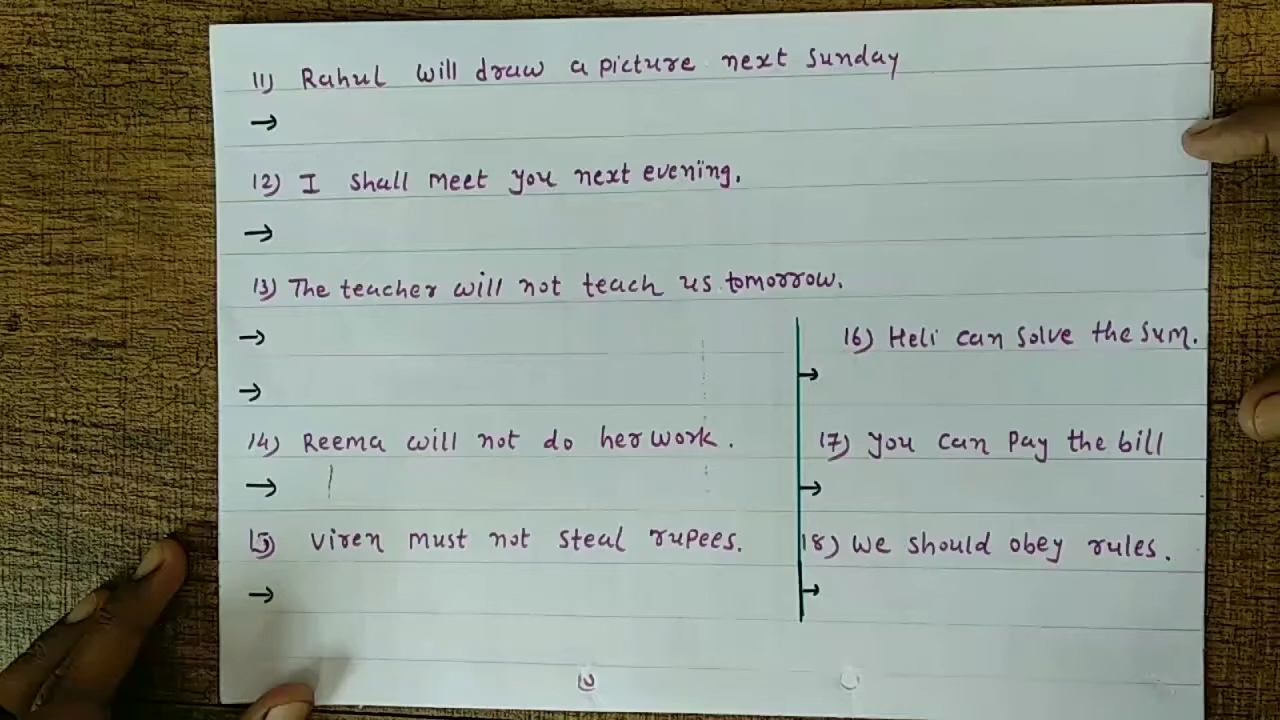 11) Rahul will draw a picture next Sunday
→
12) I shall meet you next evening.
→
13) The teacher will not teach us tomorrow.
→
→
14) Reema will not do her work.
→
15) Viren must not steal rupees.
→
16) Heli can solve the sum.
→
17) you can pay the bill
→
18) we should obey rules.
→